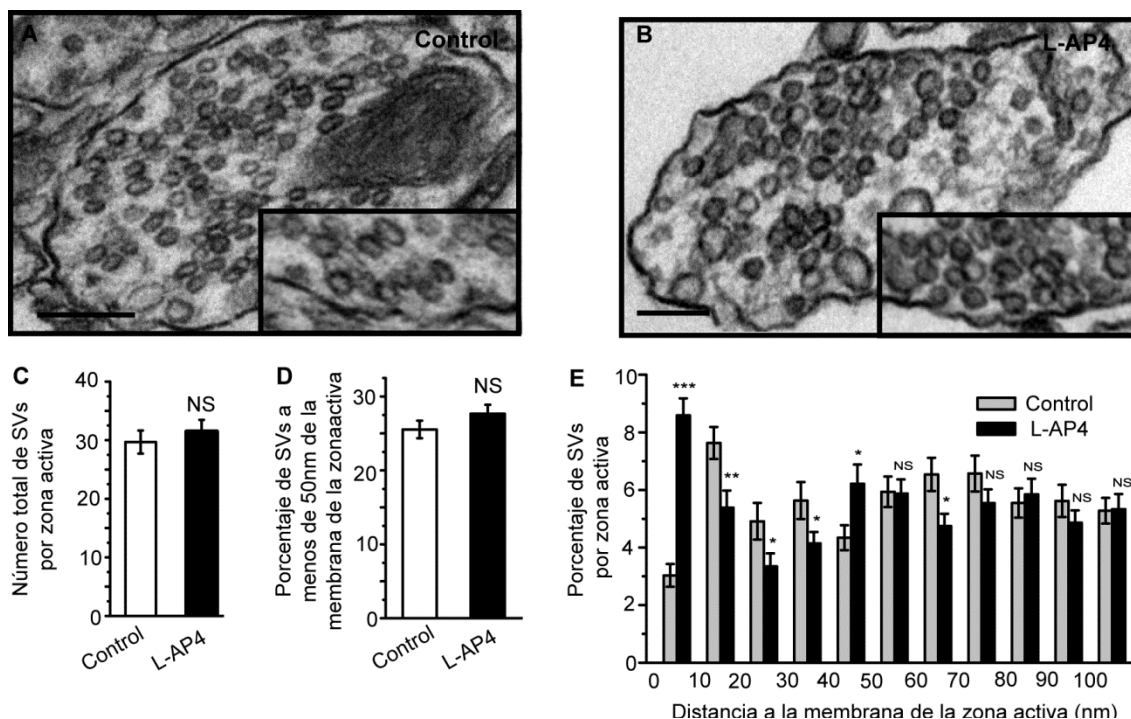 A
Control
B
L-AP4
C
Número total de SVs
por zona activa
40
30
20
10
0
NS
Control
L-AP4
D
Porcentaje de SVs a
menos de 50nm de la
membrana de la zonaactiva
25
20
15
10
5
0
NS
Control
L-AP4
E
Porcentaje de SVs
por zona activa
10
8
6
4
2
0
Control
L-AP4
*** ** * * * NS * NS NS NS NS
0 10 20 30 40 50 60 70 80 90 100
Distancia a la membrana de la zona activa (nm)